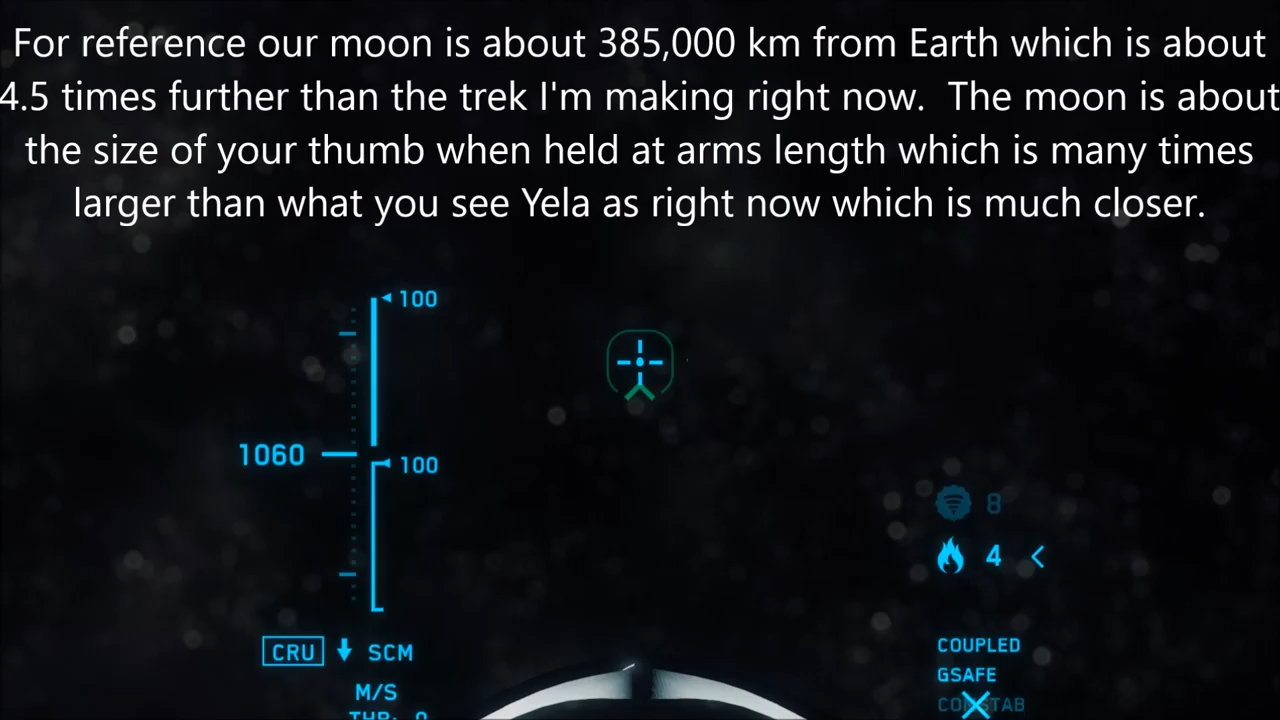 For reference our moon is about 385,000 km from Earth which is about
4.5 times further than the trek I'm making right now. The moon is about
the size of your thumb when held at arms length which is many times
larger than what you see Yela as right now which is much closer.
100
1060
100
8
4
CRU SCM
M/S
THR: 0
COUPLED
GSAFE
COMSTAB